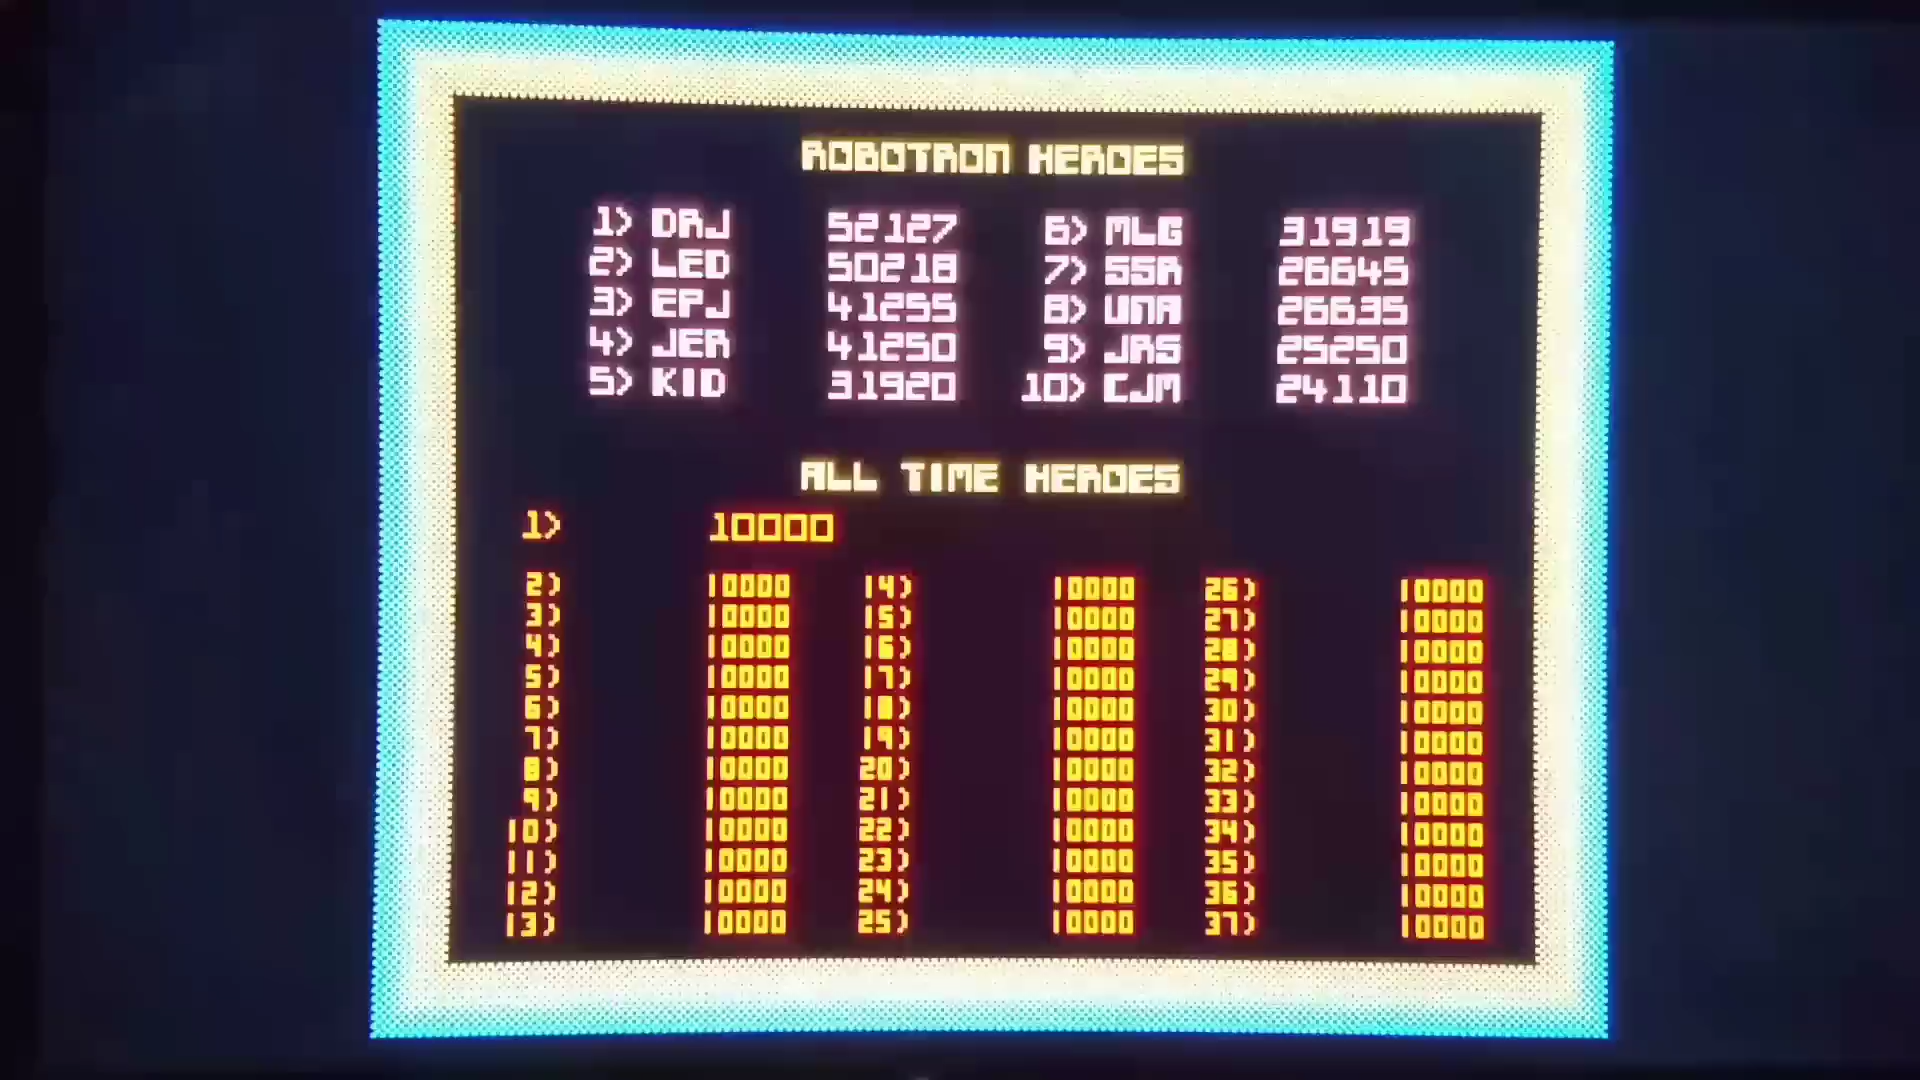 ROBOTRON HEROES
1) DRJ 52127 6) MLG 31919
2) LED 50218 7) SSR 26645
3) EPJ 41255 8) UNA 26635
4) JER 41250 9) JRS 25250
5) KID 31920 10) CJM 24110
ALL TIME HEROES
1) 10000
2) 10000 14) 10000 26) 10000
3) 10000 15) 10000 27) 10000
4) 10000 16) 10000 28) 10000
5) 10000 17) 10000 29) 10000
6) 10000 18) 10000 30) 10000
7) 10000 19) 10000 31) 10000
8) 10000 20) 10000 32) 10000
9) 10000 21) 10000 33) 10000
10) 10000 22) 10000 34) 10000
11) 10000 23) 10000 35) 10000
12) 10000 24) 10000 36) 10000
13) 10000 25) 10000 37) 10000